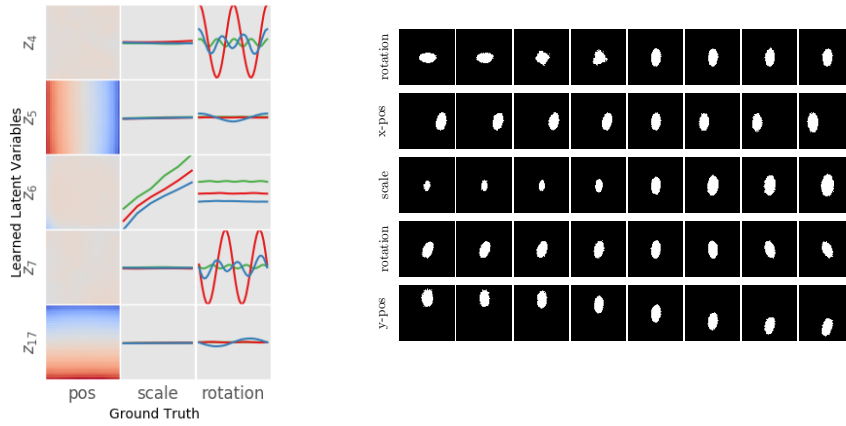 Learned Latent Variables
Z4
Z5
Z6
Z7
Z17
pos scale rotation
Ground Truth
rotation
x-pos
scale
rotation
y-pos